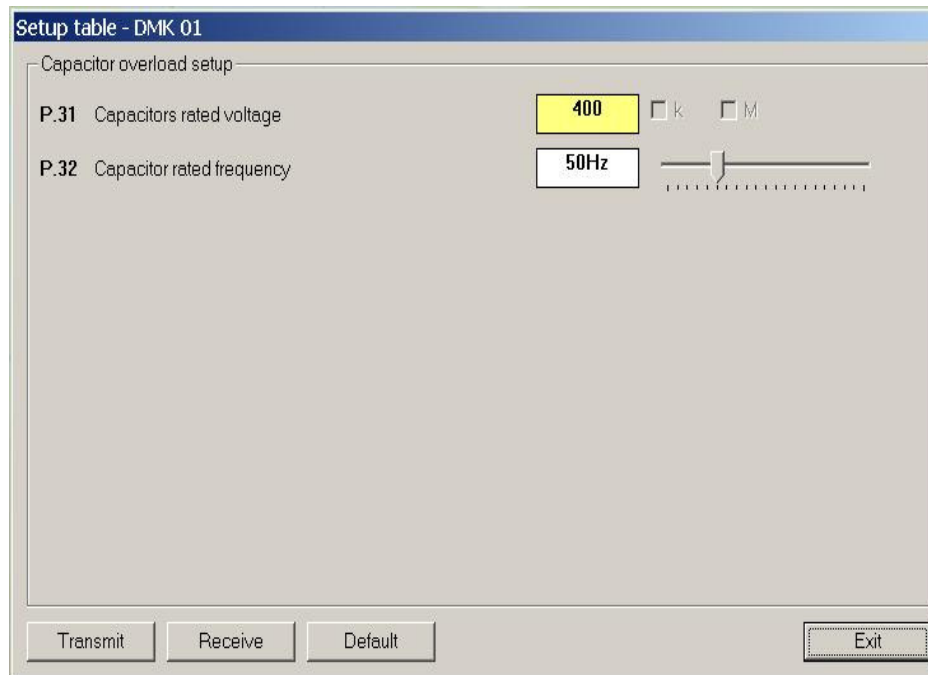 Setup table - DMK 01
Capacitor overload setup
P.31 Capacitors rated voltage 400 k M
P.32 Capacitor rated frequency 50Hz
Transmit Receive Default Exit